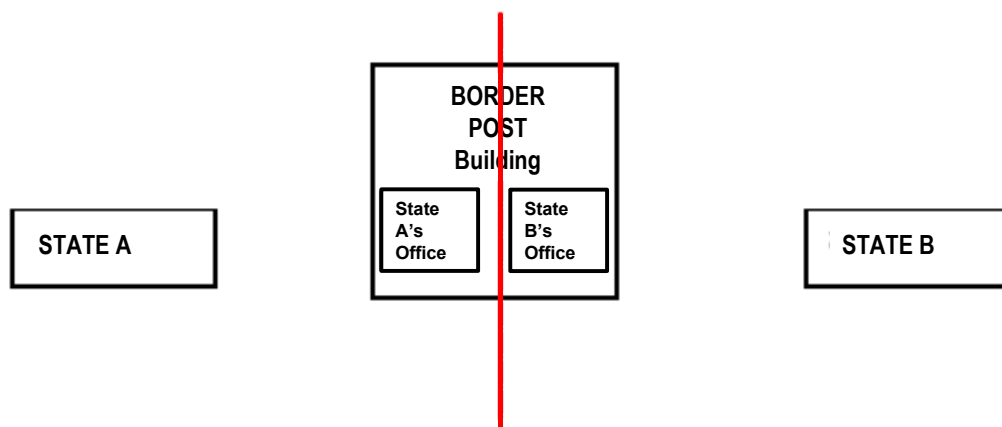 BORDER
POST
Building
State
A's
Office
State
B's
Office
STATE A
STATE B